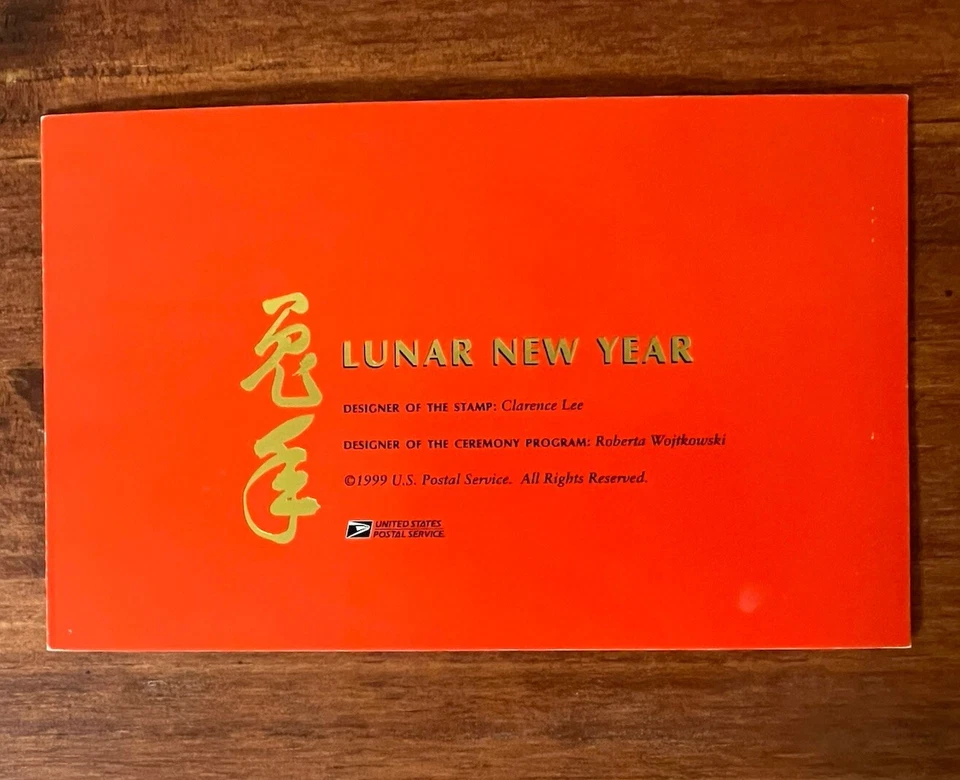 兔年
LUNAR NEW YEAR
DESIGNER OF THE STAMP: Clarence Lee
DESIGNER OF THE CEREMONY PROGRAM: Roberta Wojtkowski
©1999 U.S. Postal Service. All Rights Reserved.
UNITED STATES
POSTAL SERVICE.